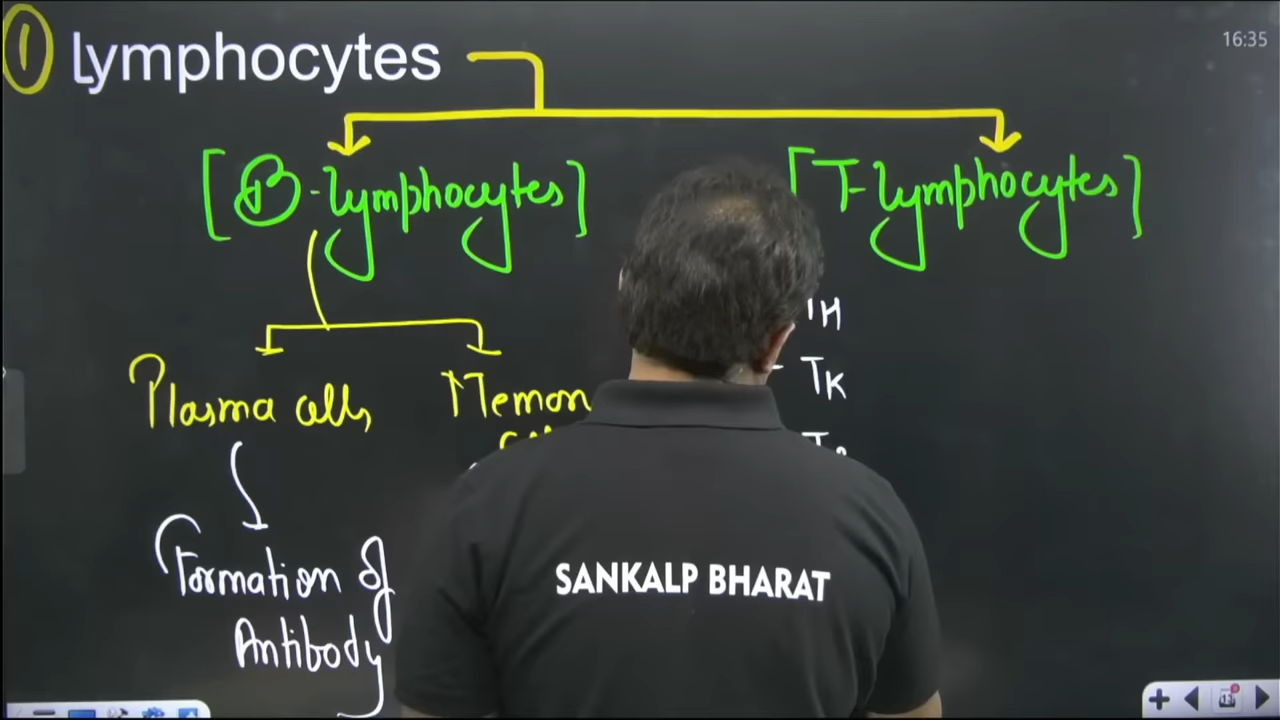 1 Lymphocytes
16:35
[B-lymphocytes] [T-lymphocytes]
TH
TK
Plasma cells
Formation of
Antibody
SANKALP BHARAT